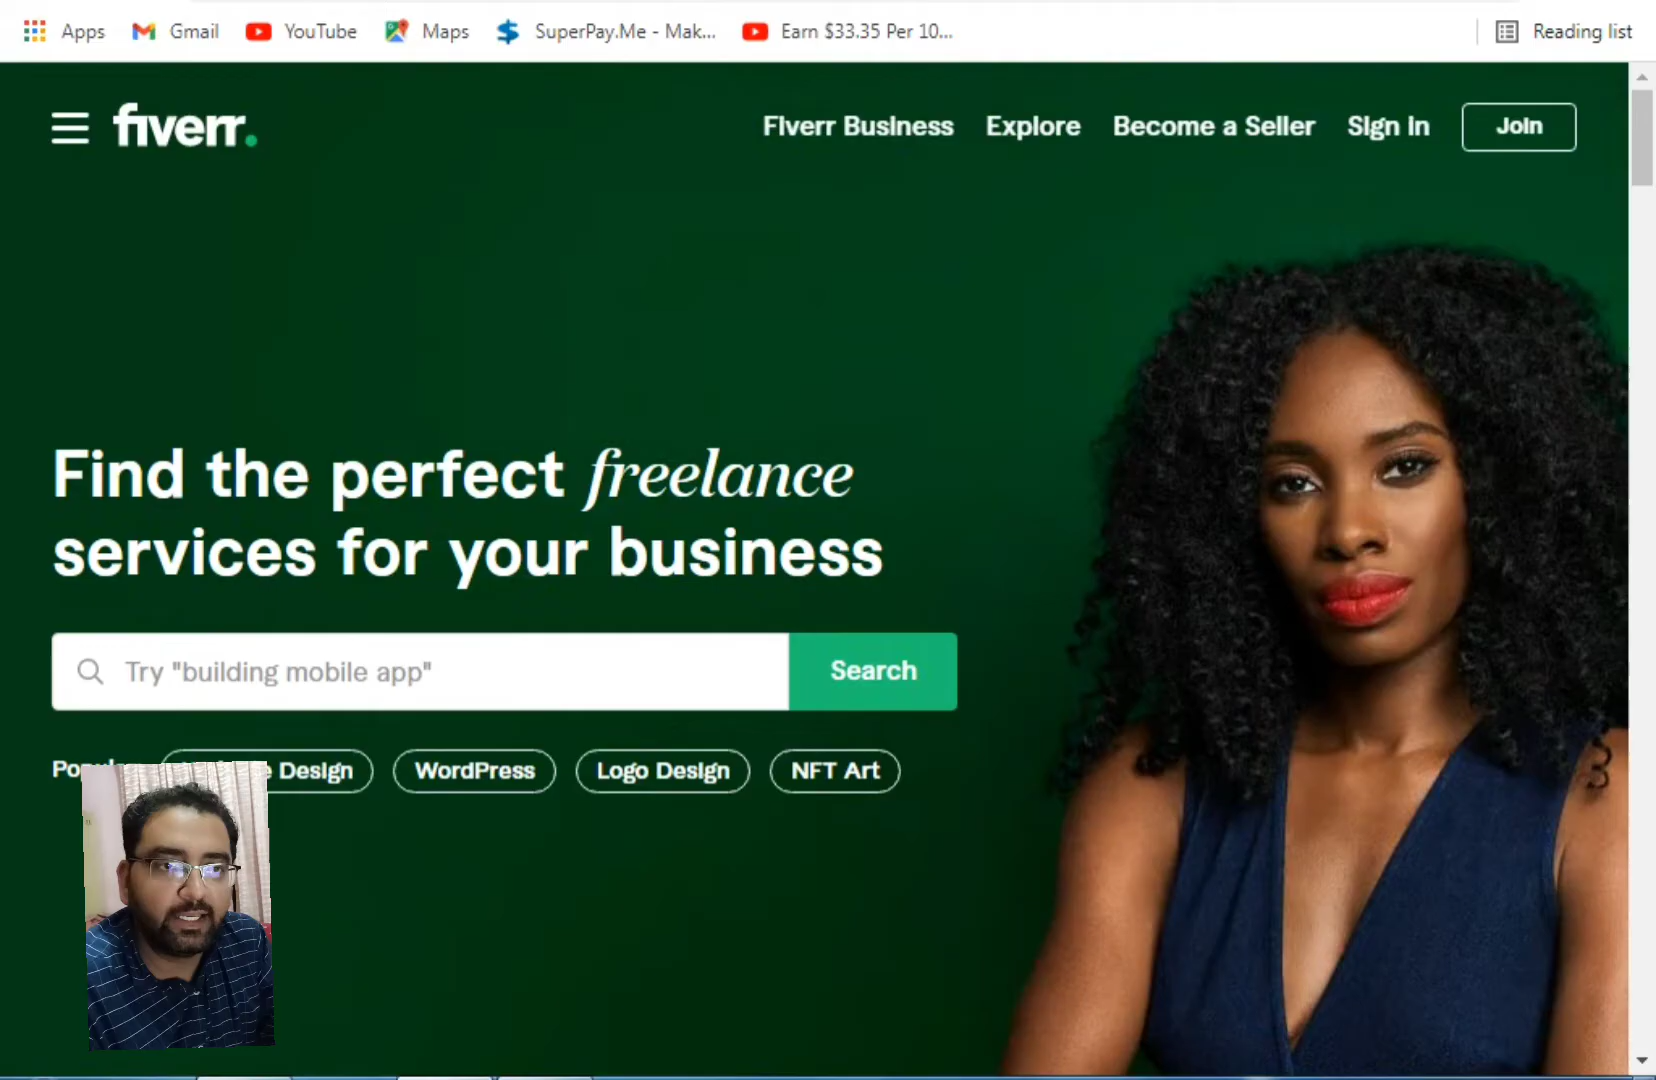 Apps Gmail YouTube Maps SuperPay.Me - Mak... Earn $33.35 Per 10... Reading list
fiverr. Fiverr Business Explore Become a Seller Sign in Join
Find the perfect freelance
services for your business
Try "building mobile app" Search
Design WordPress Logo Design NFT Art